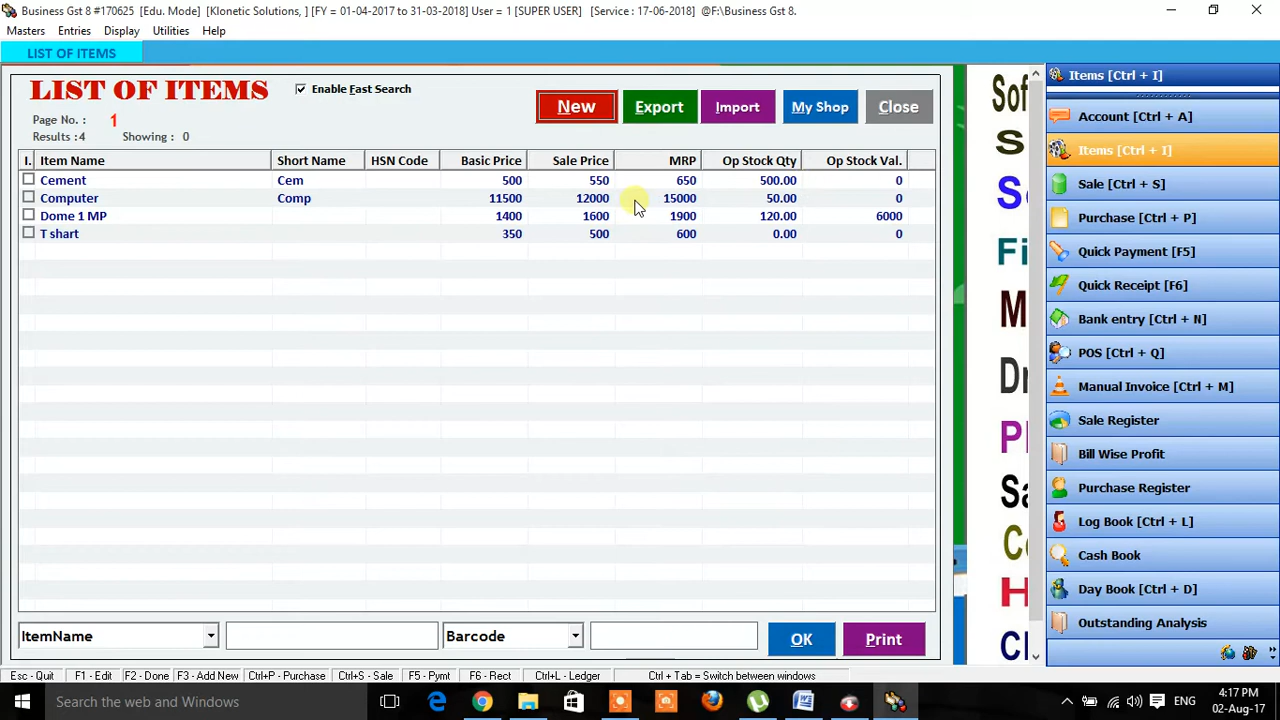 Business Gst 8 #170625 [Edu. Mode] [Klonetic Solutions, ] [FY = 01-04-2017 to 31-03-2018] User = 1 [SUPER USER] [Service : 17-06-2018] @F:\Business Gst 8.
Masters Entries Display Utilities Help
LIST OF ITEMS
Items [Ctrl + I]
LIST OF ITEMS
Enable Fast Search
New Export Import My Shop Close
Page No. : 1
Results :4 Showing : 0
I. Item Name Short Name HSN Code Basic Price Sale Price MRP Op Stock Qty Op Stock Val.
Cement Cem 500 550 650 500.00 0
Computer Comp 11500 12000 15000 50.00 0
Dome 1 MP 1400 1600 1900 120.00 6000
T shart 350 500 600 0.00 0
ItemName Barcode OK Print
Account [Ctrl + A]
Items [Ctrl + I]
Sale [Ctrl + S]
Purchase [Ctrl + P]
Quick Payment [F5]
Quick Receipt [F6]
Bank entry [Ctrl + N]
POS [Ctrl + Q]
Manual Invoice [Ctrl + M]
Sale Register
Bill Wise Profit
Purchase Register
Log Book [Ctrl + L]
Cash Book
Day Book [Ctrl + D]
Outstanding Analysis
Esc - Quit F1 - Edit F2 - Done F3 - Add New Ctrl+P - Purchase Ctrl+S - Sale F5 - Pymt F6 - Rect Ctrl+L - Ledger Ctrl + Tab = Switch between windows
Search the web and Windows
ENG
4:17 PM
02-Aug-17